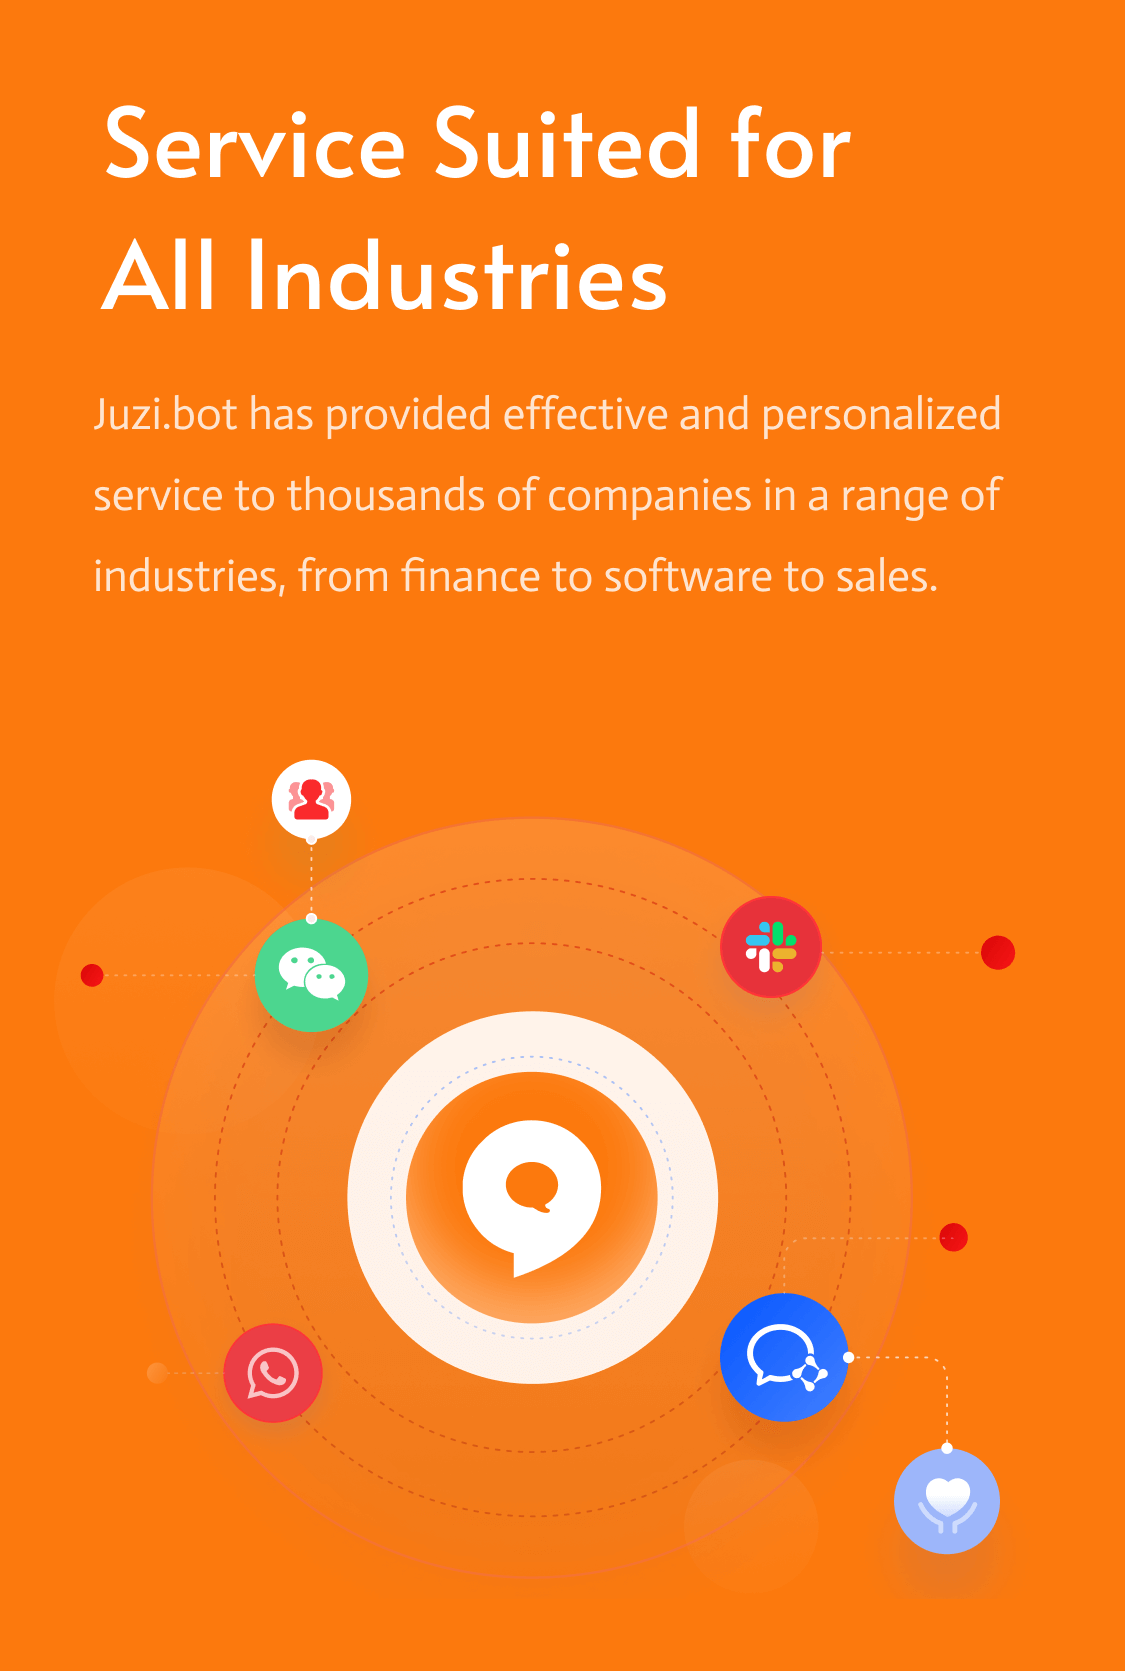 Service Suited for
All Industries
Juzi.bot has provided effective and personalized
service to thousands of companies in a range of
industries, from finance to software to sales.